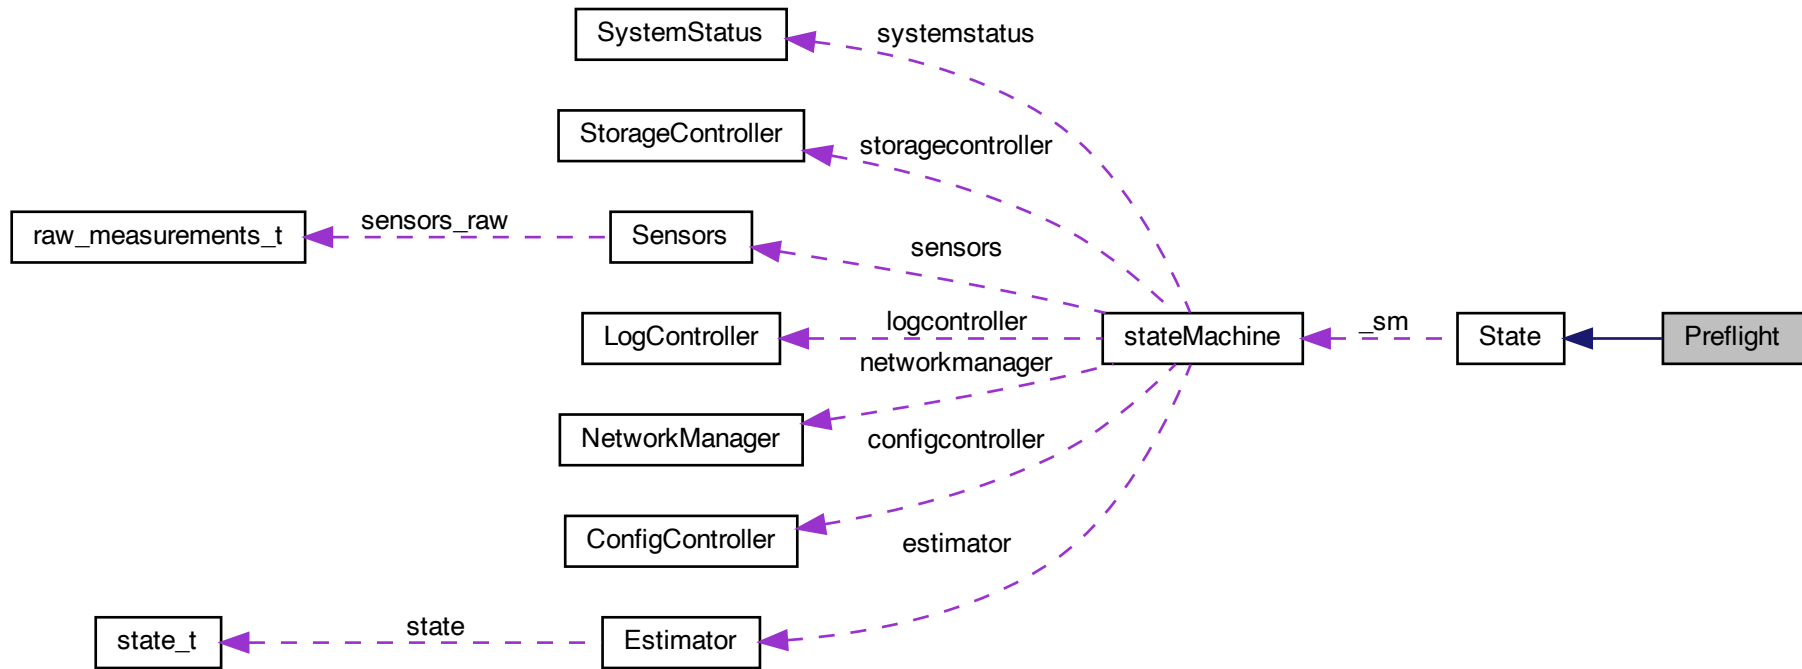 SystemStatus
systemstatus
StorageController
storagecontroller
raw_measurements_t
sensors_raw
Sensors
sensors
LogController
logcontroller
stateMachine
_sm
State
Preflight
networkmanager
NetworkManager
configcontroller
ConfigController
estimator
state_t
state
Estimator